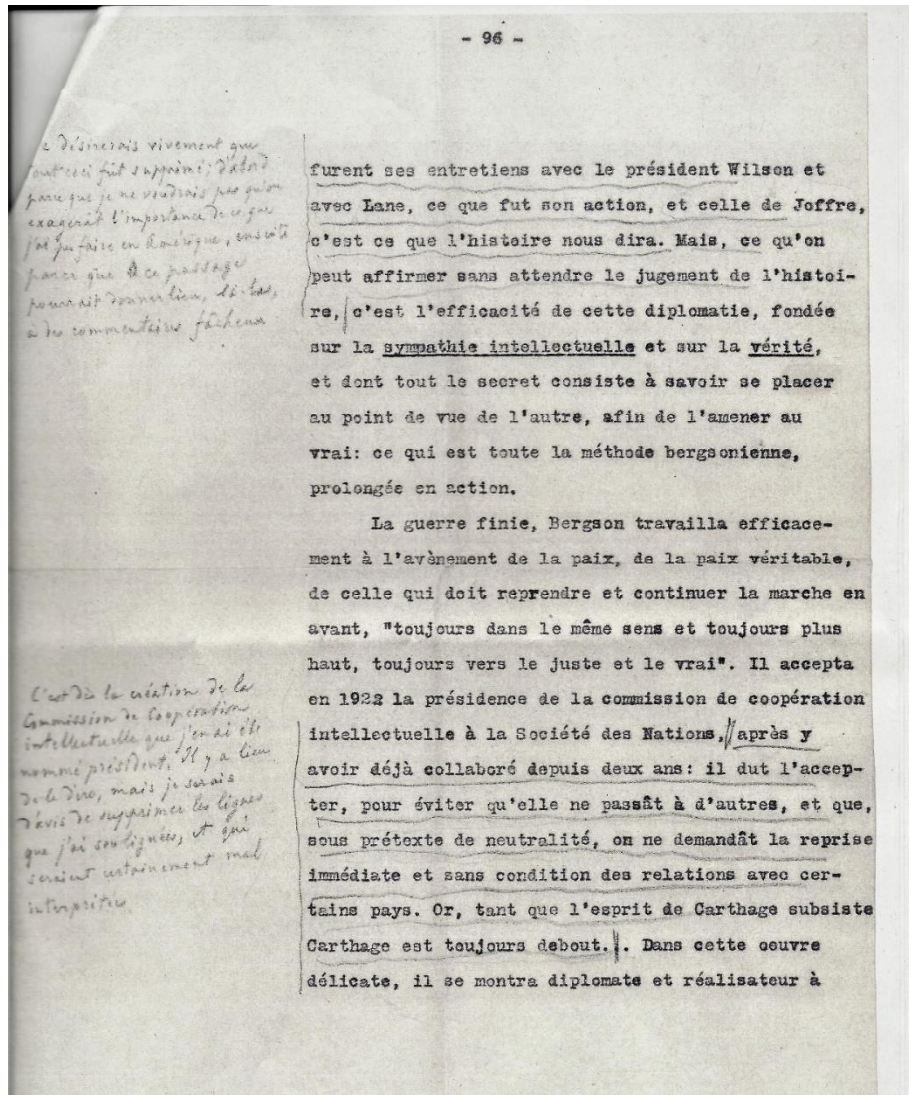 - 96 -
e désirerais vivement que
tout ceci fût supprimé; d'abord
parce que je ne voudrais pas qu'on
exagérât l'importance de ce que
j'ai pu faire en Amérique, ensuite
parce que ce passage
pourrait donner lieu, là-bas,
à des commentaires fâcheux
furent ses entretiens avec le président Wilson et
avec Lane, ce que fut son action, et celle de Joffre,
c'est ce que l'histoire nous dira. Mais, ce qu'on
peut affirmer sans attendre le jugement de l'histoi-
re, c'est l'efficacité de cette diplomatie, fondée
sur la sympathie intellectuelle et sur la vérité,
et dont tout le secret consiste à savoir se placer
au point de vue de l'autre, afin de l'amener au
vrai: ce qui est toute la méthode bergsonienne,
prolongée en action.
La guerre finie, Bergson travailla efficace-
ment à l'avènement de la paix, de la paix véritable,
de celle qui doit reprendre et continuer la marche en
avant, "toujours dans le même sens et toujours plus
haut, toujours vers le juste et le vrai". Il accepta
en 1922 la présidence de la commission de coopération
intellectuelle à la Société des Nations, après y
avoir déjà collaboré depuis deux ans: il dut l'accep-
ter, pour éviter qu'elle ne passât à d'autres, et que,
sous prétexte de neutralité, on ne demandât la reprise
immédiate et sans condition des relations avec cer-
tains pays. Or, tant que l'esprit de Carthage subsiste
Carthage est toujours debout. . Dans cette oeuvre
délicate, il se montra diplomate et réalisateur à
C'est dès la création de la
Commission de Coopération
intellectuelle que j'en ai été
nommé président. Il y a lieu
de le dire, mais je serais
d'avis de supprimer les lignes
que j'ai soulignées, et qui
seraient certainement mal
interprétées